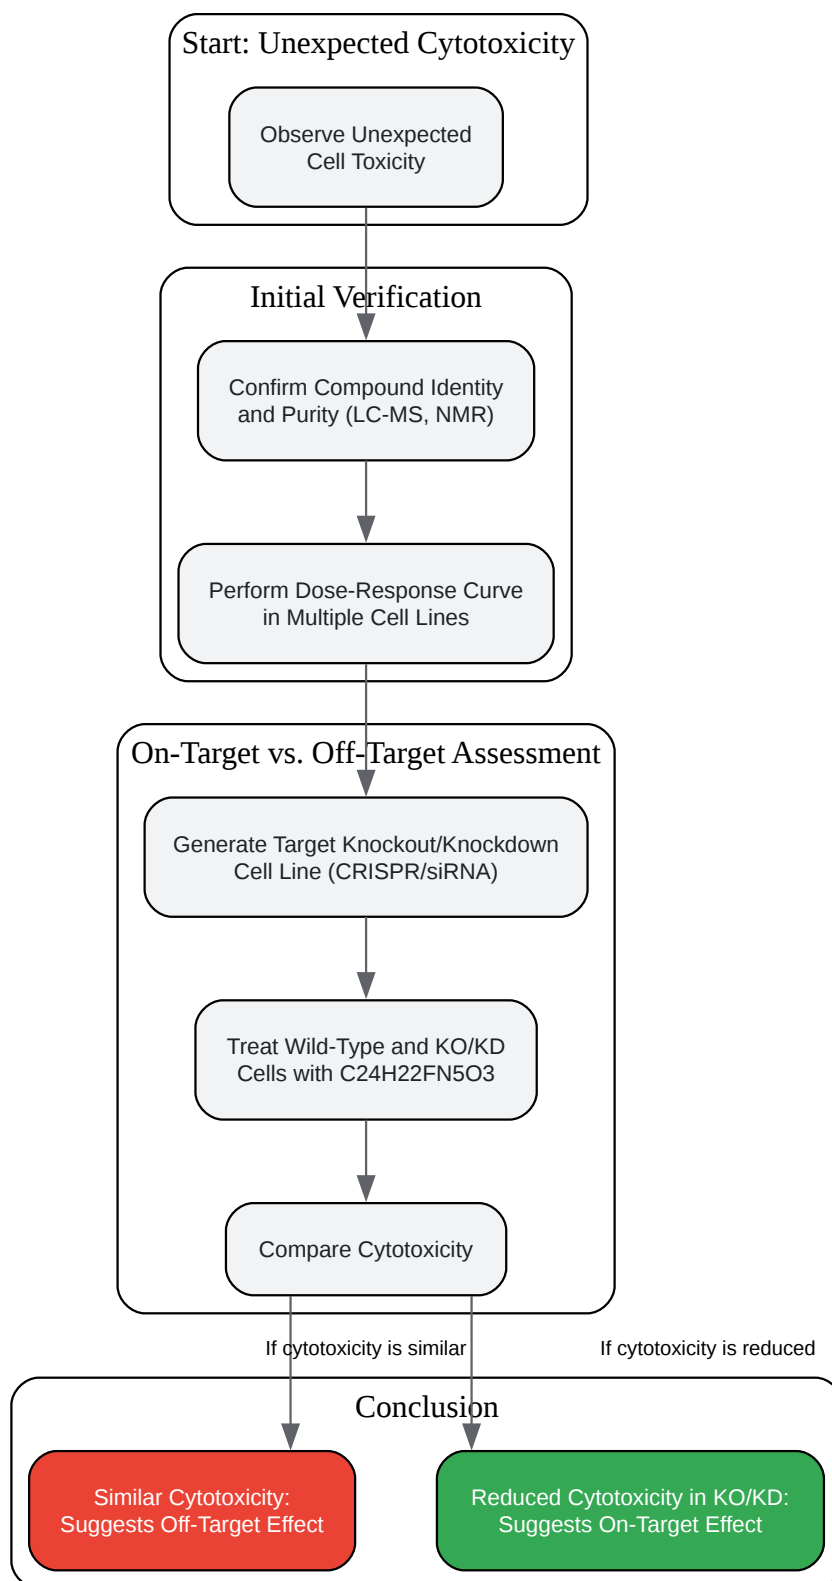 Start: Unexpected Cytotoxicity
Observe Unexpected
Cell Toxicity
Initial Verification
Confirm Compound Identity
and Purity (LC-MS, NMR)
Perform Dose-Response Curve
in Multiple Cell Lines
On-Target vs. Off-Target Assessment
Generate Target Knockout/Knockdown
Cell Line (CRISPR/siRNA)
Treat Wild-Type and KO/KD
Cells with C24H22FN5O3
Compare Cytotoxicity
If cytotoxicity is similar
If cytotoxicity is reduced
Conclusion
Similar Cytotoxicity:
Suggests Off-Target Effect
Reduced Cytotoxicity in KO/KD:
Suggests On-Target Effect